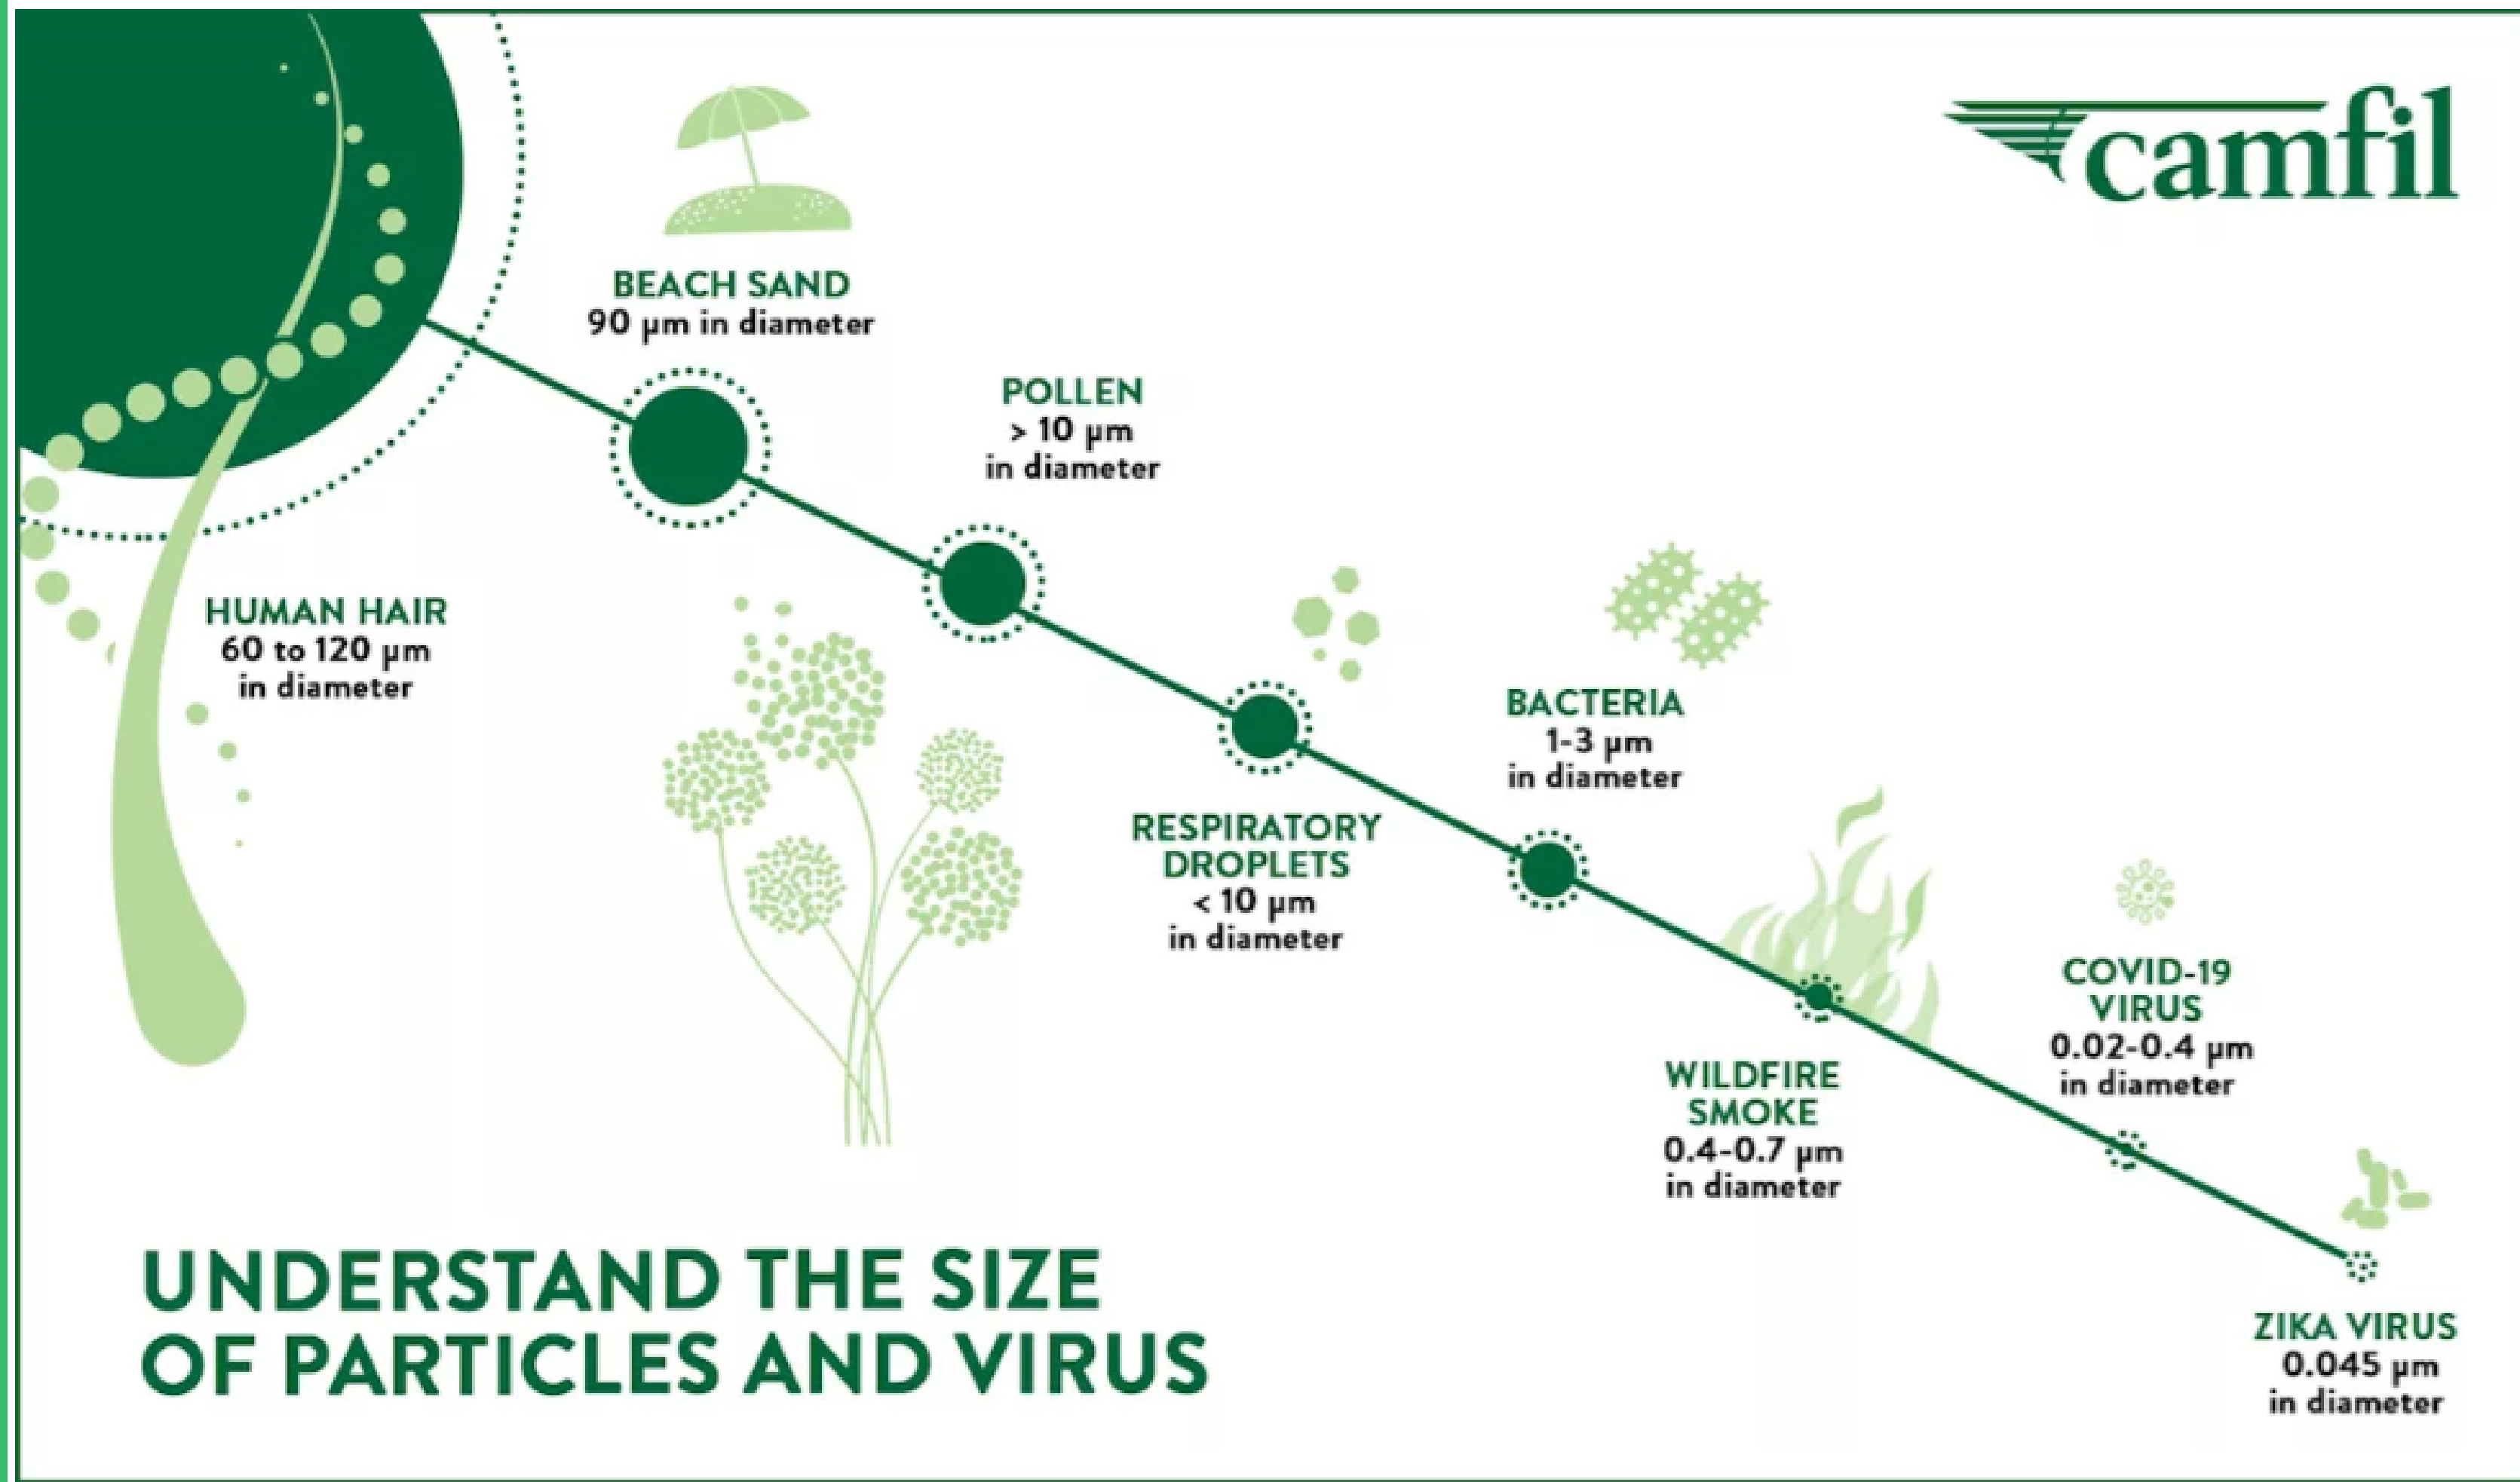 camfil
BEACH SAND
90 µm in diameter
POLLEN
> 10 µm
in diameter
HUMAN HAIR
60 to 120 µm
in diameter
BACTERIA
1-3 µm
in diameter
RESPIRATORY
DROPLETS
< 10 µm
in diameter
COVID-19
VIRUS
0.02-0.4 µm
in diameter
WILDFIRE
SMOKE
0.4-0.7 µm
in diameter
ZIKA VIRUS
0.045 µm
in diameter
UNDERSTAND THE SIZE
OF PARTICLES AND VIRUS